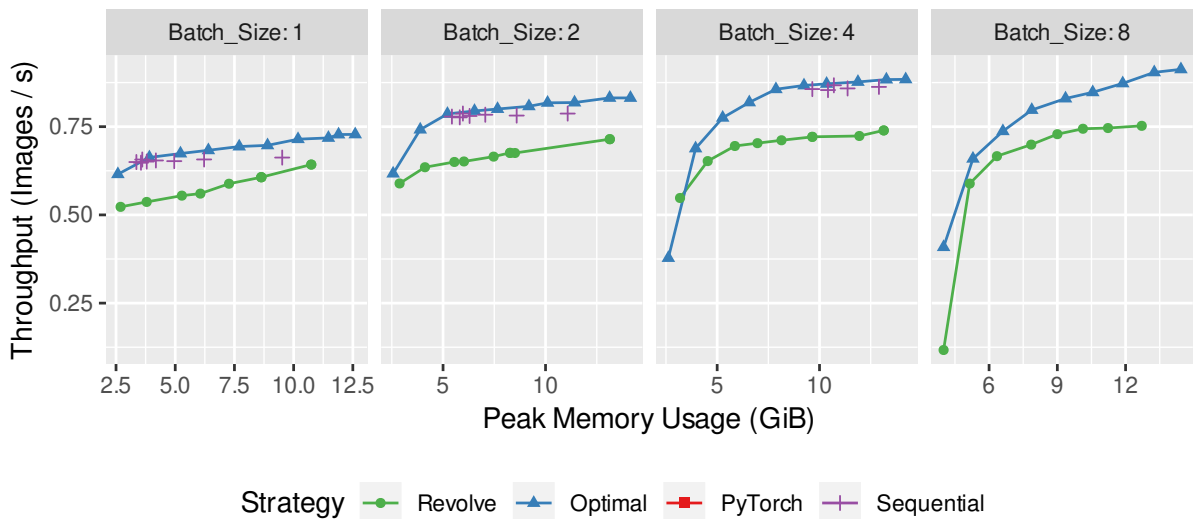 Batch_Size: 1 Batch_Size: 2 Batch_Size: 4 Batch_Size: 8
Throughput (Images / s)
0.75
0.50
0.25
2.5 5.0 7.5 10.0 12.5 5 10 5 10 6 9 12
Peak Memory Usage (GiB)
Strategy Revolve Optimal PyTorch Sequential